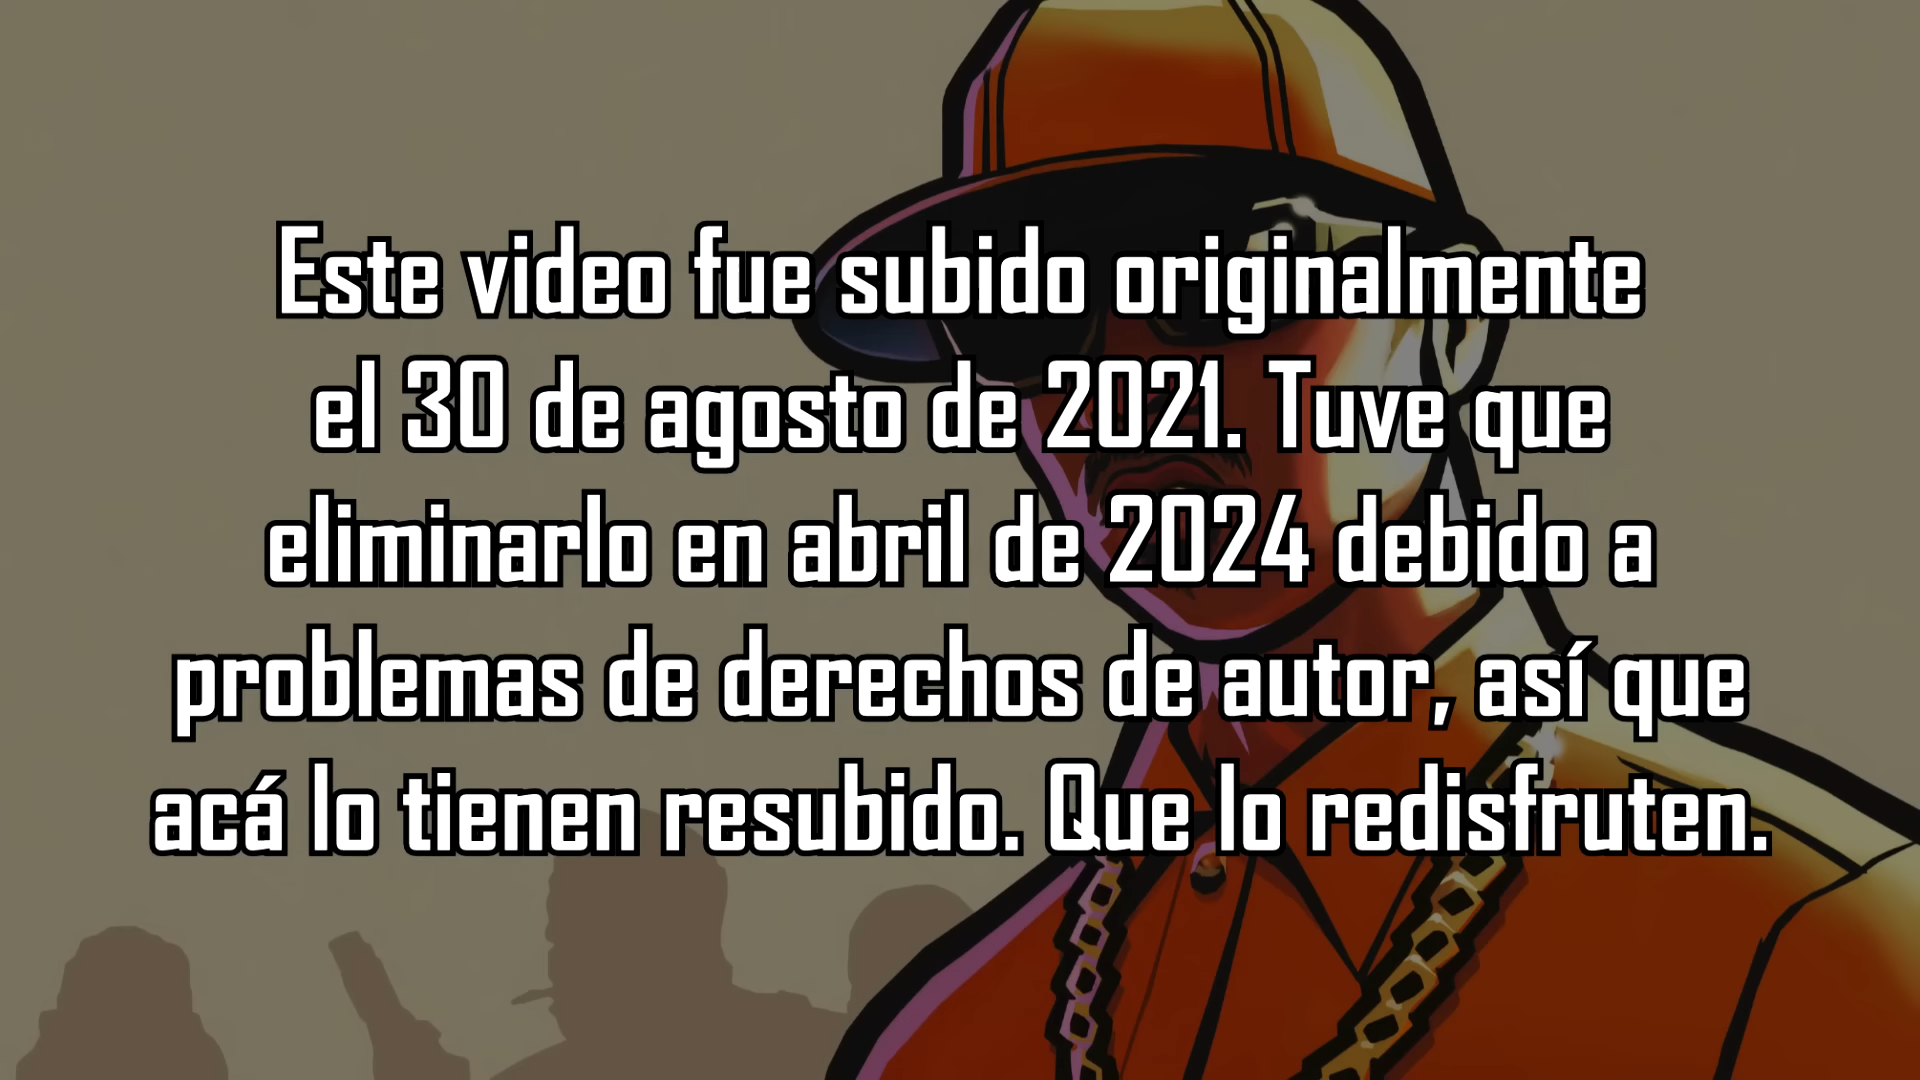 Este video fue subido originalmente
el 30 de agosto de 2021. Tuve que
eliminarlo en abril de 2024 debido a
problemas de derechos de autor, así que
acá lo tienen resubido. Que lo redisfruten.